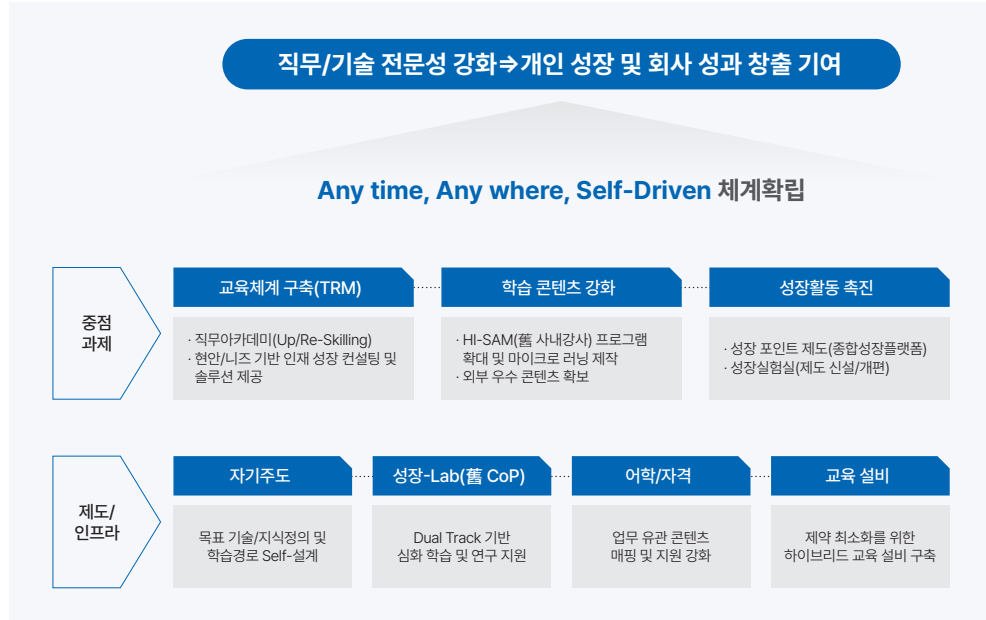 직무/기술 전문성 강화⇒개인 성장 및 회사 성과 창출 기여
Any time, Any where, Self-Driven 체계확립
중점
과제
교육체계 구축(TRM)
· 직무아카데미(Up/Re-Skilling)
· 현안/니즈 기반 인재 성장 컨설팅 및
솔루션 제공
학습 콘텐츠 강화
· HI-SAM(舊 사내강사) 프로그램
확대 및 마이크로 러닝 제작
· 외부 우수 콘텐츠 확보
성장활동 촉진
· 성장 포인트 제도(종합성장플랫폼)
· 성장실험실(제도 신설/개편)
제도/
인프라
자기주도
목표 기술/지식정의 및
학습경로 Self-설계
성장-Lab(舊 CoP)
Dual Track 기반
심화 학습 및 연구 지원
어학/자격
업무 유관 콘텐츠
매핑 및 지원 강화
교육 설비
제약 최소화를 위한
하이브리드 교육 설비 구축